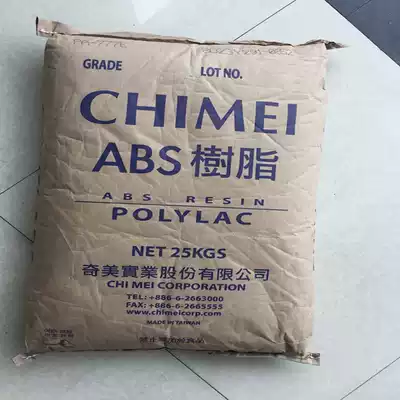 GRADE
LOT NO.
CHIMEI
ABS 樹脂
ABS RESIN
POLYLAC
NET 25KGS
奇美實業股份有限公司
CHI MEI CORPORATION
TEL: +886-6-2663000
FAX: +886-6-2665555
www.chimeicorp.com
MADE IN TAIWAN